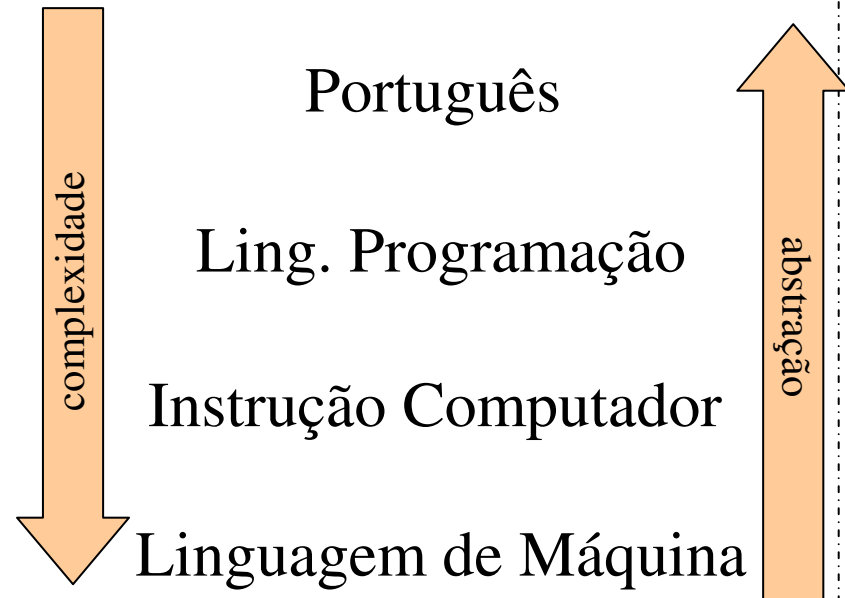 Português
complexidade
Ling. Programação
abstração
Instrução Computador
Linguagem de Máquina